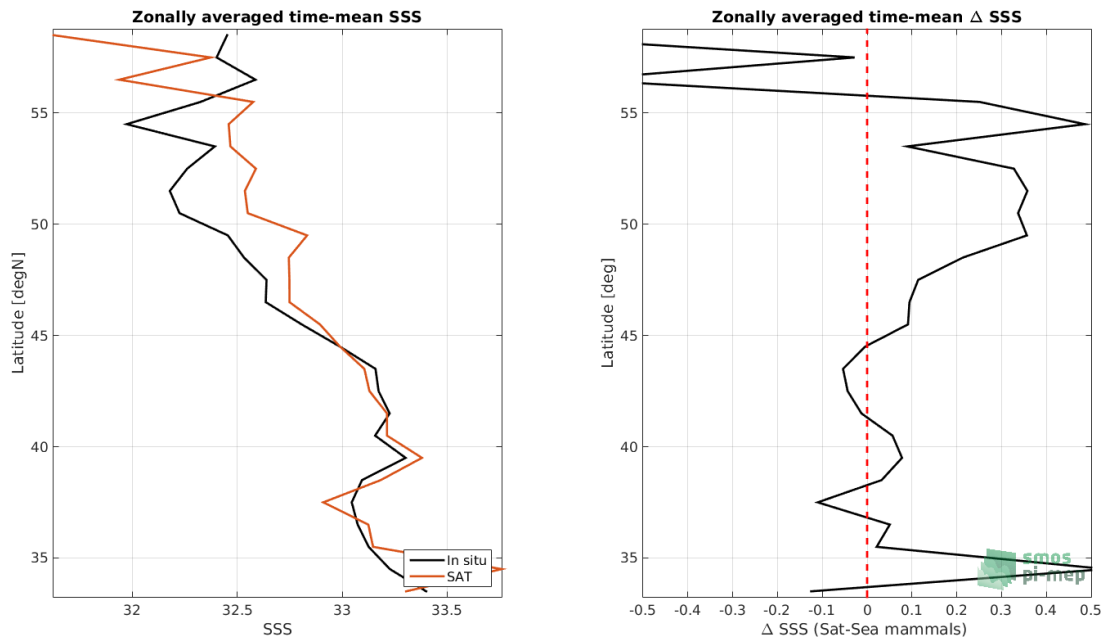 Zonally averaged time-mean SSS
Latitude [degN]
55
50
45
40
35
32
32.5
33
33.5
SSS
In situ
SAT
Zonally averaged time-mean Δ SSS
Latitude [deg]
55
50
45
40
35
-0.5
-0.4
-0.3
-0.2
-0.1
0
0.1
0.2
0.3
0.4
0.5
Δ SSS (Sat-Sea mammals)
smos
pi-mep